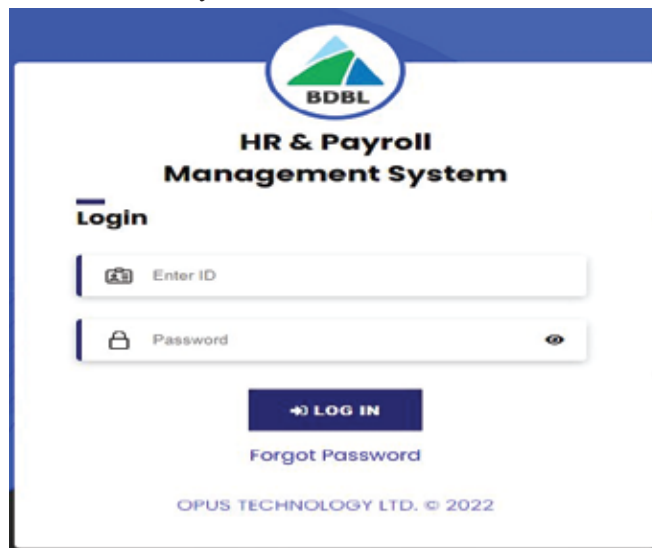 BDBL
HR & Payroll
Management System
Login
Enter ID
Password
LOG IN
Forgot Password
OPUS TECHNOLOGY LTD. © 2022